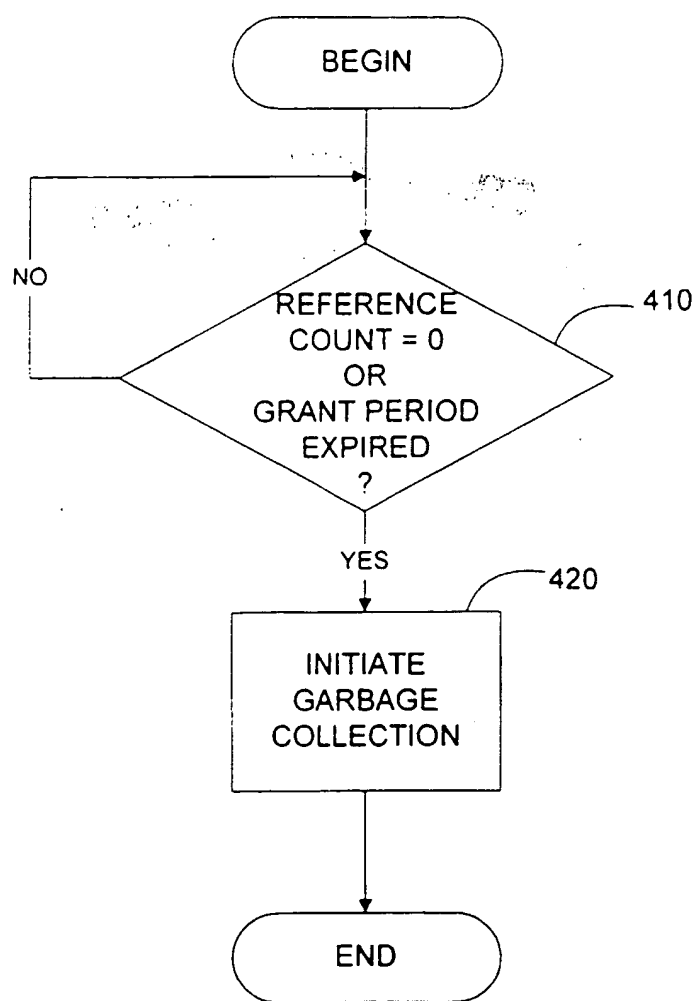 BEGIN
NO
REFERENCE
COUNT = 0
OR
GRANT PERIOD
EXPIRED
?
410
YES
420
INITIATE
GARBAGE
COLLECTION
END